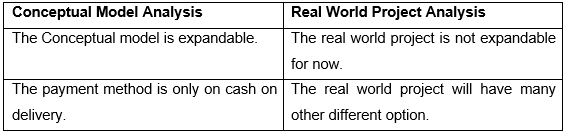 Conceptual Model Analysis
Real World Project Analysis
The Conceptual model is expandable.
The real world project is not expandable
for now.
The payment method is only on cash on
delivery.
The real world project will have many
other different option.